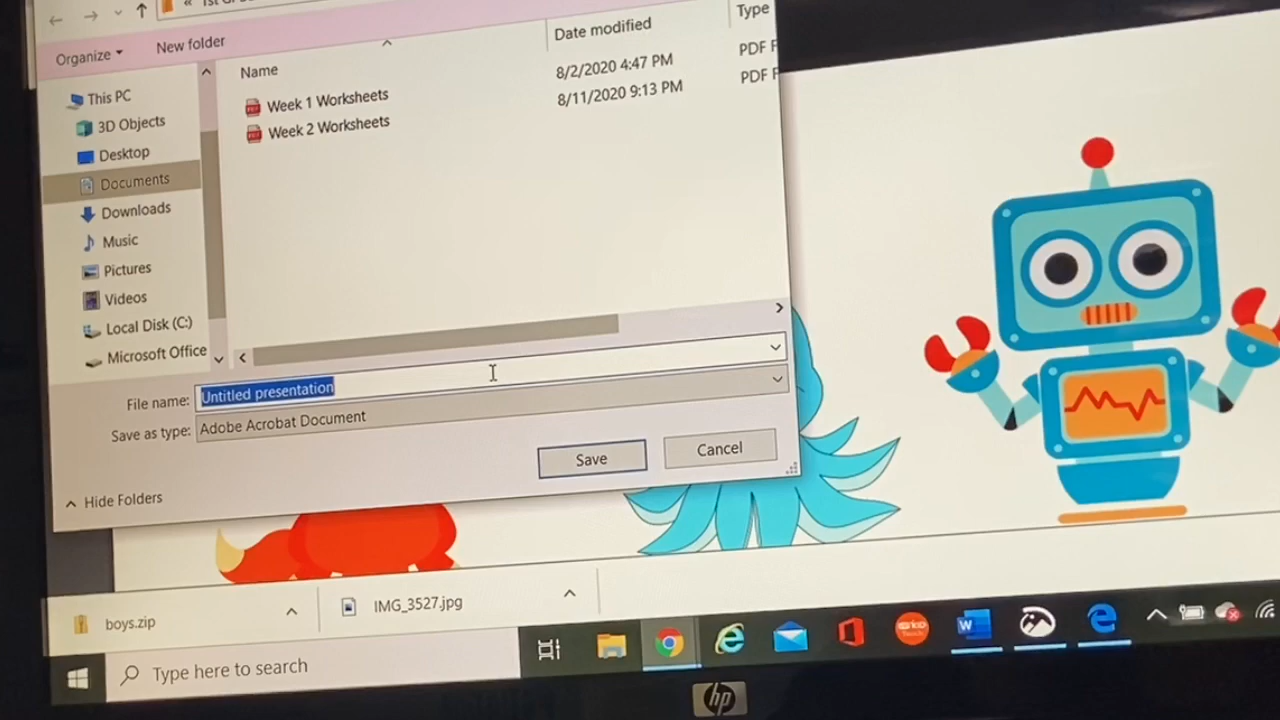 « 1st
Organize
New folder
Name
Date modified
Type
This PC
3D Objects
Desktop
Documents
Downloads
Music
Pictures
Videos
Local Disk (C:)
Microsoft Office
Week 1 Worksheets
8/2/2020 4:47 PM
PDF F
Week 2 Worksheets
8/11/2020 9:13 PM
PDF F
File name:
Untitled presentation
Save as type:
Adobe Acrobat Document
Hide Folders
Save
Cancel
boys.zip
IMG_3527.jpg
Type here to search
W
hp